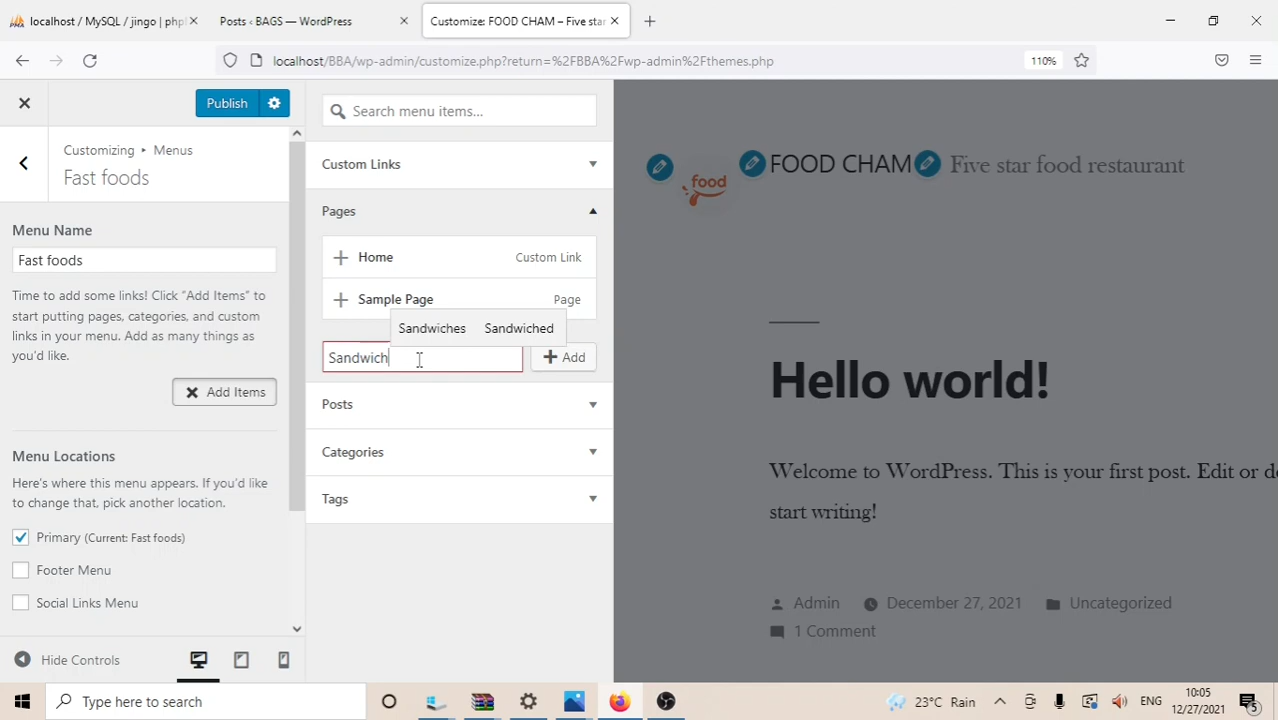 localhost / MySQL / jingo | phpl
Posts ‹ BAGS — WordPress
Customize: FOOD CHAM – Five star
localhost/BBA/wp-admin/customize.php?return=%2FBBA%2Fwp-admin%2Fthemes.php
110%
Publish
Customizing ▸ Menus
Fast foods
Menu Name
Fast foods
Time to add some links! Click “Add Items” to
start putting pages, categories, and custom
links in your menu. Add as many things as
you’d like.
Add Items
Menu Locations
Here’s where this menu appears. If you’d like
to change that, pick another location.
Primary (Current: Fast foods)
Footer Menu
Social Links Menu
Hide Controls
Search menu items...
Custom Links
Pages
Home Custom Link
Sample Page Page
Sandwiches Sandwiched
Sandwich
Add
Posts
Categories
Tags
food
FOOD CHAM Five star food restaurant
Hello world!
Welcome to WordPress. This is your first post. Edit or de
start writing!
Admin December 27, 2021 Uncategorized
1 Comment
Type here to search
23°C Rain
ENG
10:05
12/27/2021
5